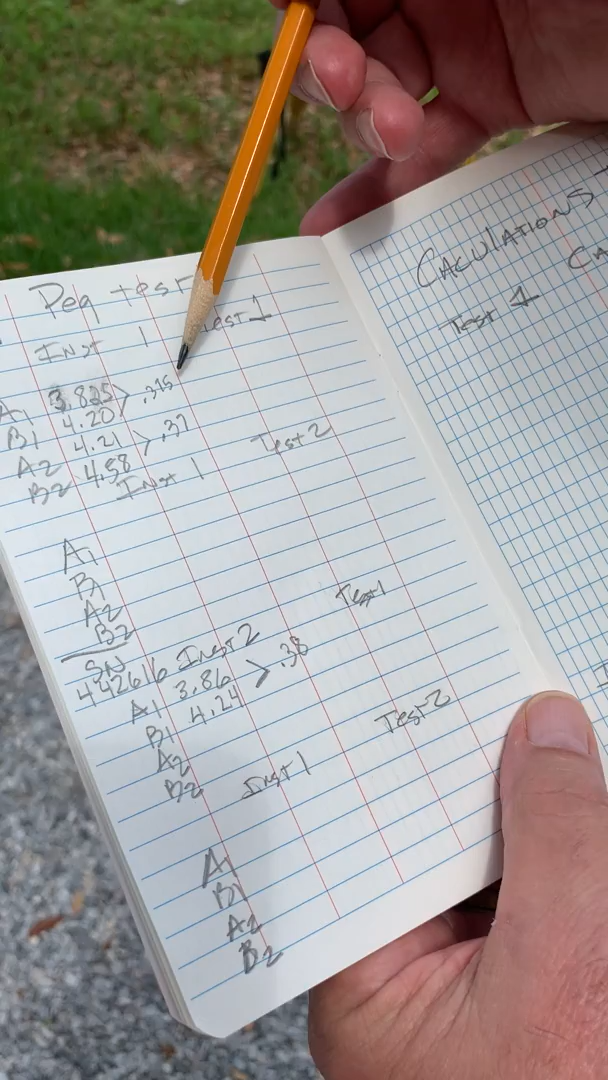 Peg test
Inst 1 Test 1
A1 3.825 > .375
B1 4.20
A2 4.21 > .37
B2 4.58
Inst 1 Test 2
A1
B1
A2
B2
SN
442616 Inst 2 Test 1
A1 3.86 > .38
B1 4.24
A2
B2
Inst 1 Test 2
A1
B1
A2
B2
CALCULATIONS
Test 1